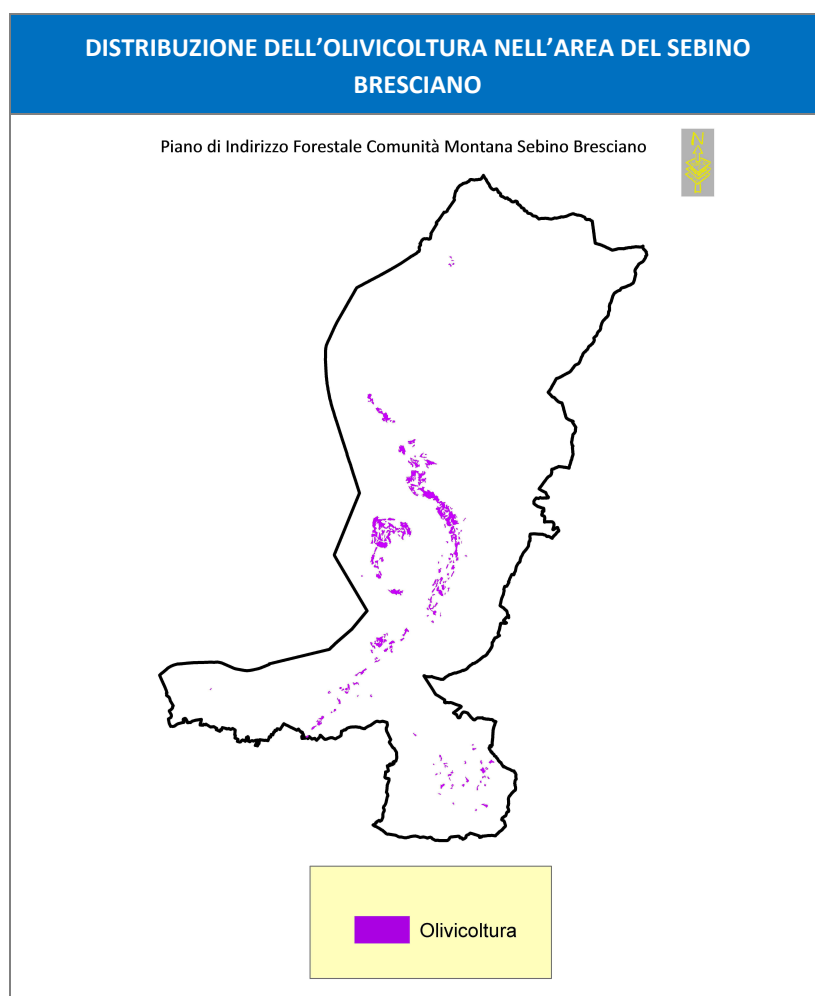 DISTRIBUZIONE DELL’OLIVICOLTURA NELL’AREA DEL SEBINO
BRESCIANO
Piano di Indirizzo Forestale Comunità Montana Sebino Bresciano
N
Olivicoltura